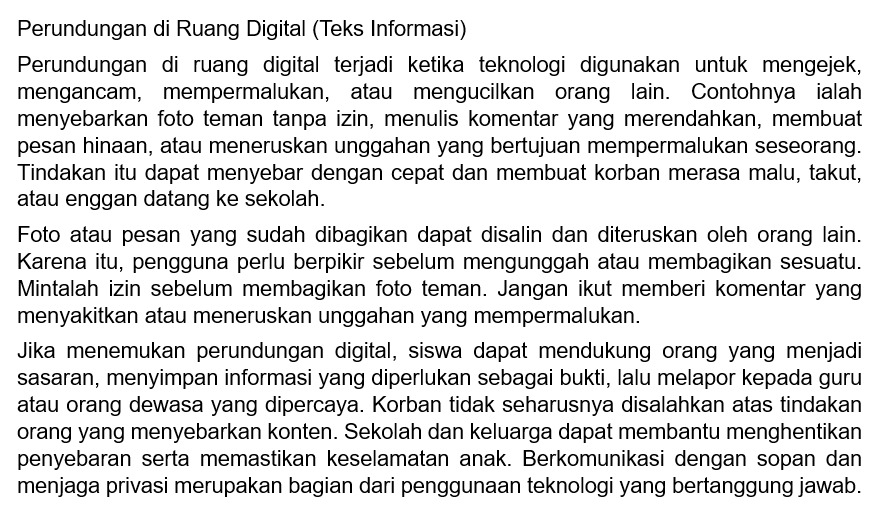 Perundungan di Ruang Digital (Teks Informasi)
Perundungan di ruang digital terjadi ketika teknologi digunakan untuk mengejek,
mengancam, mempermalukan, atau mengucilkan orang lain. Contohnya ialah
menyebarkan foto teman tanpa izin, menulis komentar yang merendahkan, membuat
pesan hinaan, atau meneruskan unggahan yang bertujuan mempermalukan seseorang.
Tindakan itu dapat menyebar dengan cepat dan membuat korban merasa malu, takut,
atau enggan datang ke sekolah.
Foto atau pesan yang sudah dibagikan dapat disalin dan diteruskan oleh orang lain.
Karena itu, pengguna perlu berpikir sebelum mengunggah atau membagikan sesuatu.
Mintalah izin sebelum membagikan foto teman. Jangan ikut memberi komentar yang
menyakitkan atau meneruskan unggahan yang mempermalukan.
Jika menemukan perundungan digital, siswa dapat mendukung orang yang menjadi
sasaran, menyimpan informasi yang diperlukan sebagai bukti, lalu melapor kepada guru
atau orang dewasa yang dipercaya. Korban tidak seharusnya disalahkan atas tindakan
orang yang menyebarkan konten. Sekolah dan keluarga dapat membantu menghentikan
penyebaran serta memastikan keselamatan anak. Berkomunikasi dengan sopan dan
menjaga privasi merupakan bagian dari penggunaan teknologi yang bertanggung jawab.